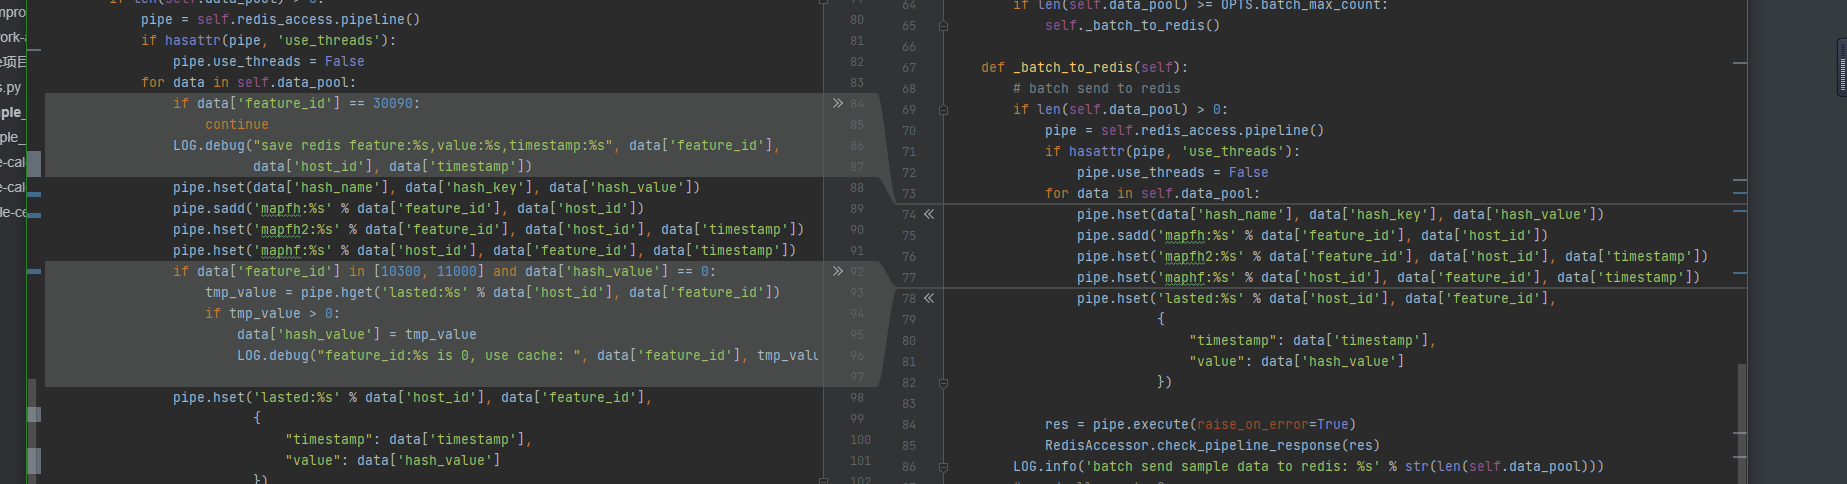 mpro
ork-a
e项目
s.py
mple_
ple_
e-cal
e-cal
le-ce
pipe = self.redis_access.pipeline()
if hasattr(pipe, 'use_threads'):
pipe.use_threads = False
for data in self.data_pool:
if data['feature_id'] == 30090:
continue
LOG.debug("save redis feature:%s,value:%s,timestamp:%s", data['feature_id'],
data['host_id'], data['timestamp'])
pipe.hset(data['hash_name'], data['hash_key'], data['hash_value'])
pipe.sadd('mapfh:%s' % data['feature_id'], data['host_id'])
pipe.hset('mapfh2:%s' % data['feature_id'], data['host_id'], data['timestamp'])
pipe.hset('maphf:%s' % data['host_id'], data['feature_id'], data['timestamp'])
if data['feature_id'] in [10300, 11000] and data['hash_value'] == 0:
tmp_value = pipe.hget('lasted:%s' % data['host_id'], data['feature_id'])
if tmp_value > 0:
data['hash_value'] = tmp_value
LOG.debug("feature_id:%s is 0, use cache: ", data['feature_id'], tmp_valu
pipe.hset('lasted:%s' % data['host_id'], data['feature_id'],
{
"timestamp": data['timestamp'],
"value": data['hash_value']
})
80
81
82
83
84
85
86
87
88
89
90
91
92
93
94
95
96
97
98
99
100
101
102
64 if len(self.data_pool) >= OPTS.batch_max_count:
65 self._batch_to_redis()
66
67 def _batch_to_redis(self):
68 # batch send to redis
69 if len(self.data_pool) > 0:
70 pipe = self.redis_access.pipeline()
71 if hasattr(pipe, 'use_threads'):
72 pipe.use_threads = False
73 for data in self.data_pool:
74 pipe.hset(data['hash_name'], data['hash_key'], data['hash_value'])
75 pipe.sadd('mapfh:%s' % data['feature_id'], data['host_id'])
76 pipe.hset('mapfh2:%s' % data['feature_id'], data['host_id'], data['timestamp'])
77 pipe.hset('maphf:%s' % data['host_id'], data['feature_id'], data['timestamp'])
78 pipe.hset('lasted:%s' % data['host_id'], data['feature_id'],
79 {
80 "timestamp": data['timestamp'],
81 "value": data['hash_value']
82 })
83
84 res = pipe.execute(raise_on_error=True)
85 RedisAccessor.check_pipeline_response(res)
86 LOG.info('batch send sample data to redis: %s' % str(len(self.data_pool)))